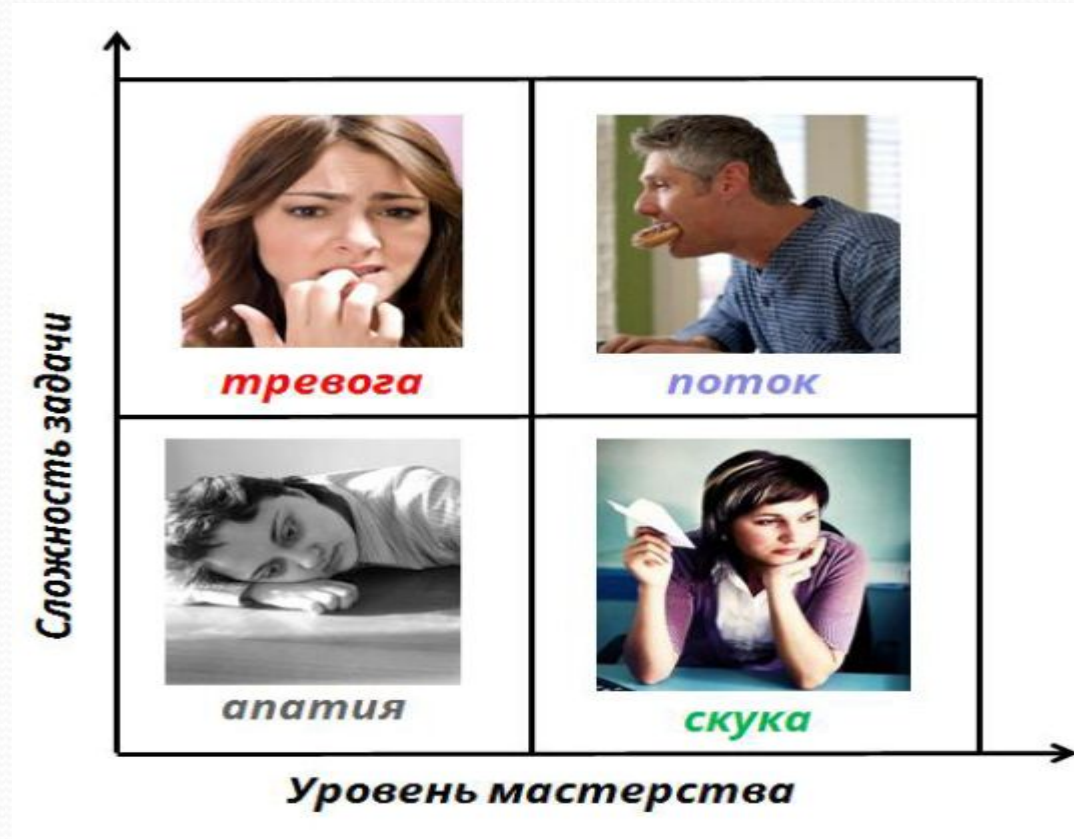 тревога
поток
Сложность задачи
апатия
скука
Уровень мастерства